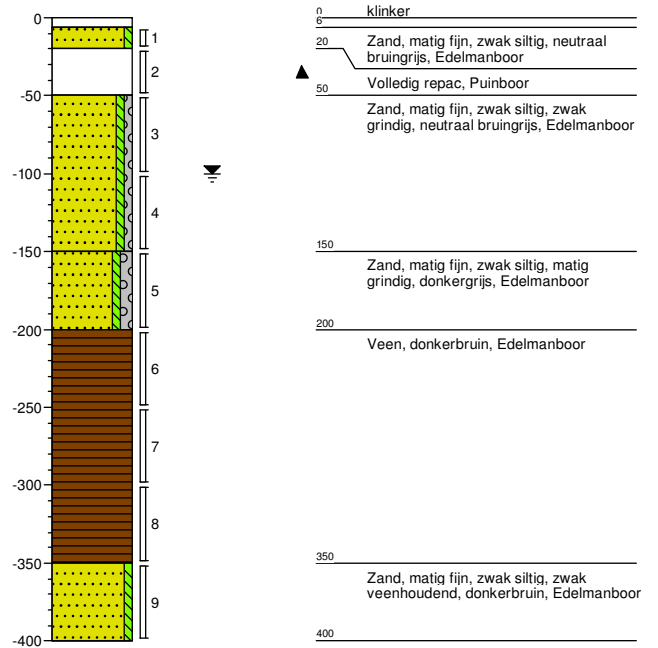 0
-50
-100
-150
-200
-250
-300
-350
-400
1
2
3
4
5
6
7
8
9
0
klinker
6
Zand, matig fijn, zwak siltig, neutraal
bruingrijs, Edelmanboor
20
Volledig repac, Puinboor
50
Zand, matig fijn, zwak siltig, zwak
grindig, neutraal bruingrijs, Edelmanboor
150
Zand, matig fijn, zwak siltig, matig
grindig, donkergrijs, Edelmanboor
200
Veen, donkerbruin, Edelmanboor
350
Zand, matig fijn, zwak siltig, zwak
veenhoudend, donkerbruin, Edelmanboor
400